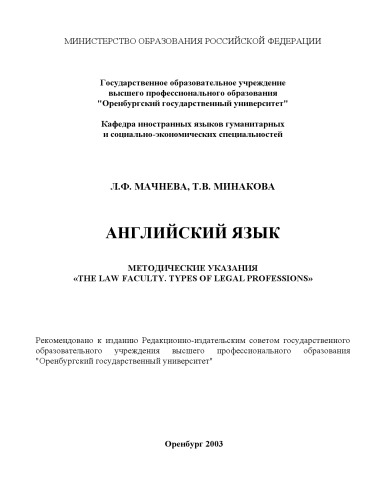 МИНИСТЕРСТВО ОБРАЗОВАНИЯ РОССИЙСКОЙ ФЕДЕРАЦИИ
Государственное образовательное учреждение
высшего профессионального образования
"Оренбургский государственный университет"
Кафедра иностранных языков гуманитарных
и социально-экономических специальностей
Л.Ф. МАЧНЕВА, Т.В. МИНАКОВА
АНГЛИЙСКИЙ ЯЗЫК
МЕТОДИЧЕСКИЕ УКАЗАНИЯ
«THE LAW FACULTY. TYPES OF LEGAL PROFESSIONS»
Рекомендовано к изданию Редакционно-издательским советом государственного
образовательного учреждения высшего профессионального образования
"Оренбургский государственный университет"
Оренбург 2003